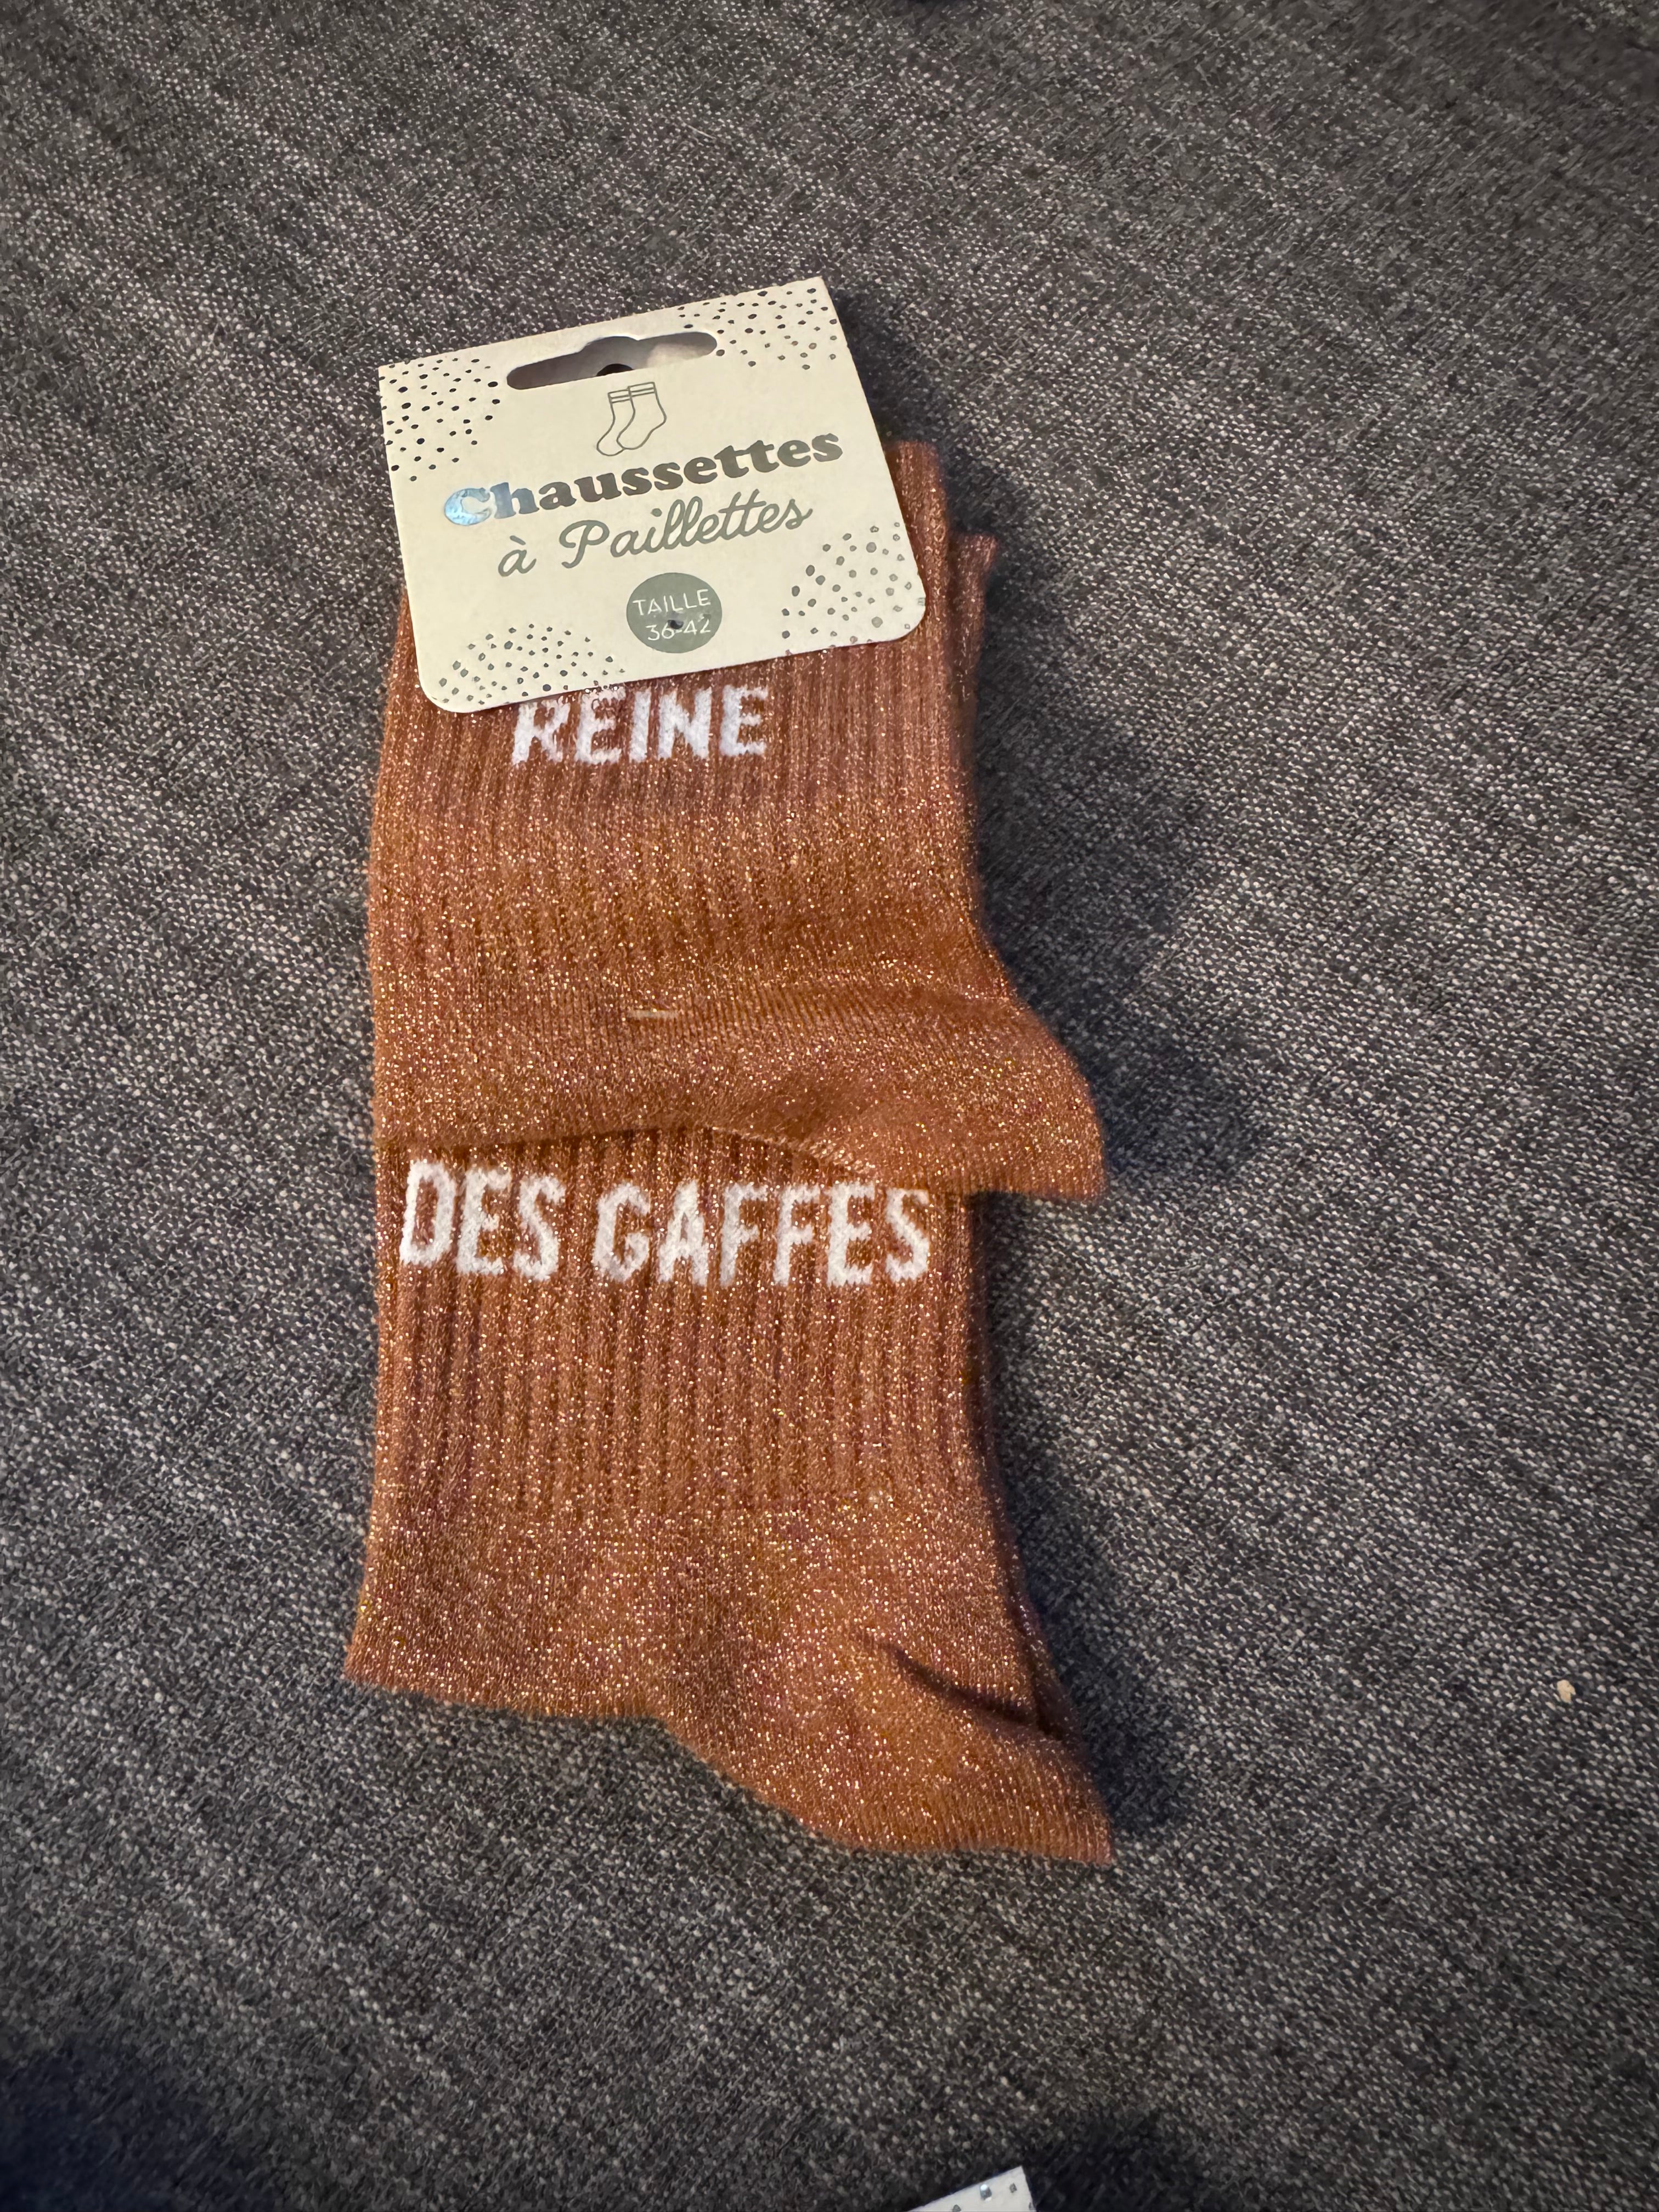 Chaussettes
à Paillettes
TAILLE
36-42
REINE
DES GAFFES